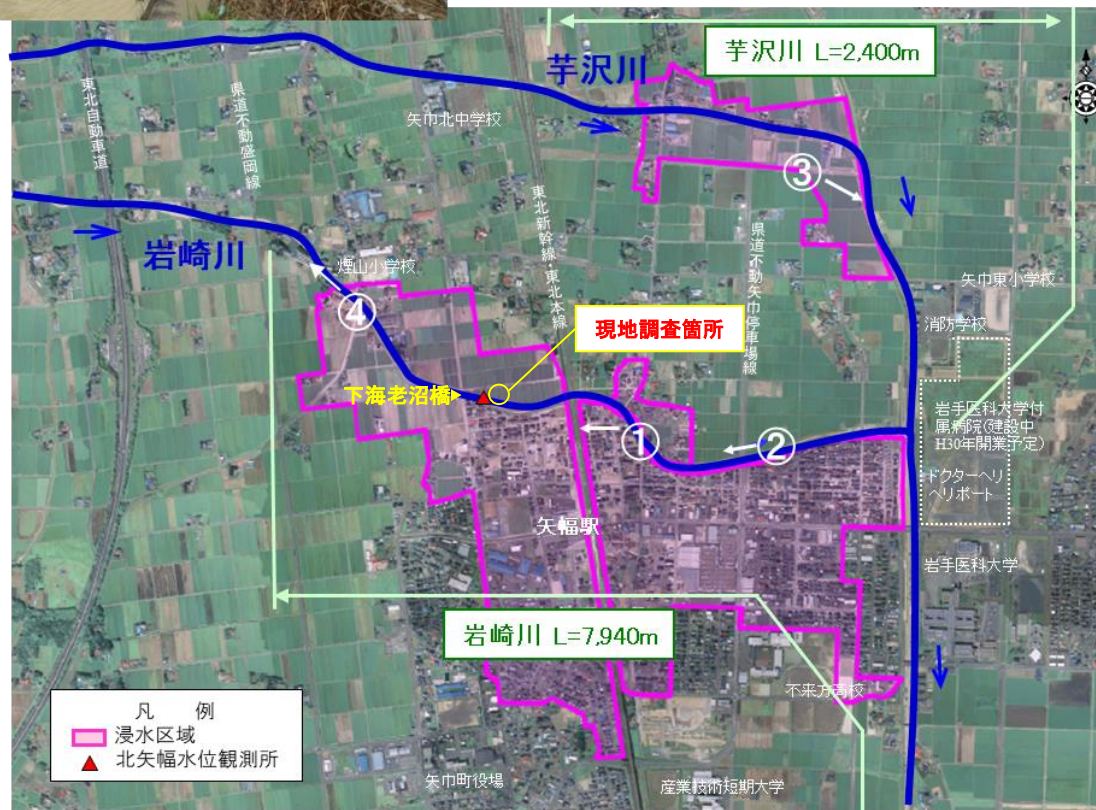 芋沢川 L=2,400m
芋沢川
東北自動車道
県道不動盛岡線
矢巾北中学校
③
東北新幹線・東北本線
県道不動矢巾停車場線
岩崎川
煙山小学校
矢巾東小学校
④
現地調査箇所
消防学校
下海老沼橋
岩手医科大学付
属病院(建設中
H30年開業予定)
①
②
ドクターヘリ
ヘリポート
矢幅駅
岩手医科大学
岩崎川 L=7,940m
不来方高校
凡 例
浸水区域
北矢幅水位観測所
矢巾町役場
産業技術短期大学